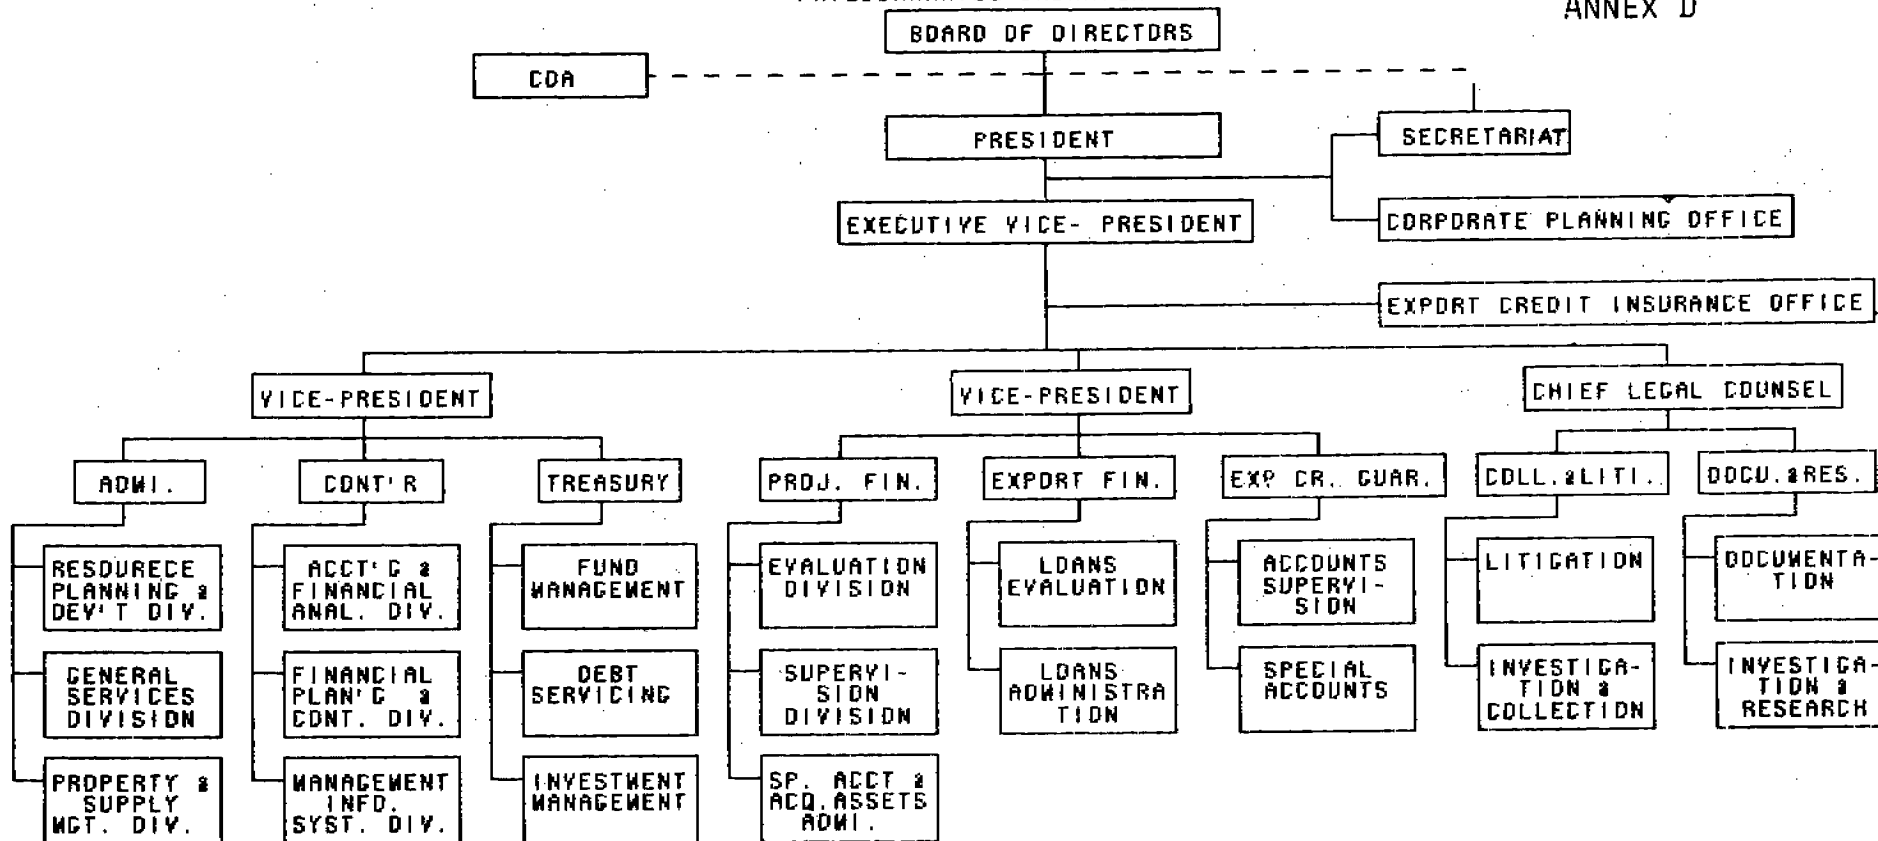 ANNEX D
BOARD OF DIRECTORS
COA
PRESIDENT
SECRETARIAT
EXECUTIVE VICE- PRESIDENT
CORPORATE PLANNING OFFICE
EXPORT CREDIT INSURANCE OFFICE
VICE-PRESIDENT
VICE-PRESIDENT
CHIEF LEGAL COUNSEL
ADMI.
CONT'R
TREASURY
PROJ. FIN.
EXPORT FIN.
EXP CR. GUAR.
COLL.&LITI.
DOCU.&RES.
RESOURECE
PLANNING &
DEV'T DIV.
ACCT'G &
FINANCIAL
ANAL. DIV.
FUND
MANAGEMENT
EVALUATION
DIVISION
LOANS
EVALUATION
ACCOUNTS
SUPERVI-
SION
LITIGATION
DOCUMENTA-
TION
GENERAL
SERVICES
DIVISION
FINANCIAL
PLAN'G &
CONT. DIV.
DEBT
SERVICING
SUPERVI-
SION
DIVISION
LOANS
ADMINISTRA
TION
SPECIAL
ACCOUNTS
INVESTIGA-
TION &
COLLECTION
INVESTIGA-
TION &
RESEARCH
PROPERTY &
SUPPLY
MGT. DIV.
MANAGEMENT
INFO.
SYST. DIV.
INVESTMENT
MANAGEMENT
SP. ACCT &
ACQ.ASSETS
ADMI.